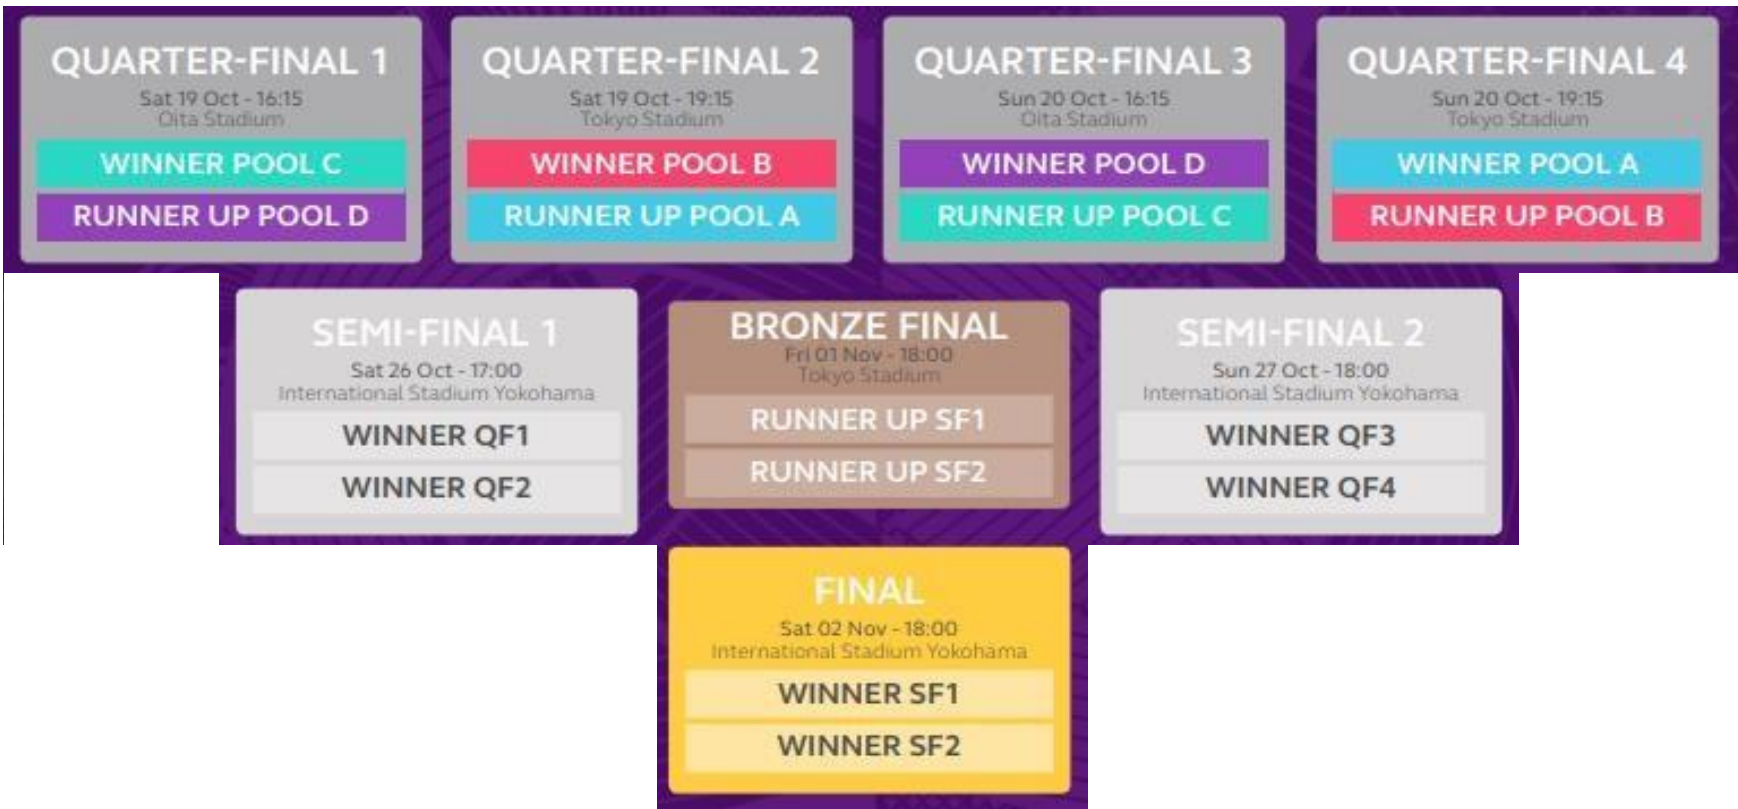 QUARTER-FINAL 1
Sat 19 Oct - 16:15
Oita Stadium
WINNER POOL C
RUNNER UP POOL D
QUARTER-FINAL 2
Sat 19 Oct - 19:15
Tokyo Stadium
WINNER POOL B
RUNNER UP POOL A
QUARTER-FINAL 3
Sun 20 Oct - 16:15
Oita Stadium
WINNER POOL D
RUNNER UP POOL C
QUARTER-FINAL 4
Sun 20 Oct - 19:15
Tokyo Stadium
WINNER POOL A
RUNNER UP POOL B
SEMI-FINAL 1
Sat 26 Oct - 17:00
International Stadium Yokohama
WINNER QF1
WINNER QF2
BRONZE FINAL
Fri 01 Nov - 18:00
Tokyo Stadium
RUNNER UP SF1
RUNNER UP SF2
SEMI-FINAL 2
Sun 27 Oct - 18:00
International Stadium Yokohama
WINNER QF3
WINNER QF4
FINAL
Sat 02 Nov - 18:00
International Stadium Yokohama
WINNER SF1
WINNER SF2